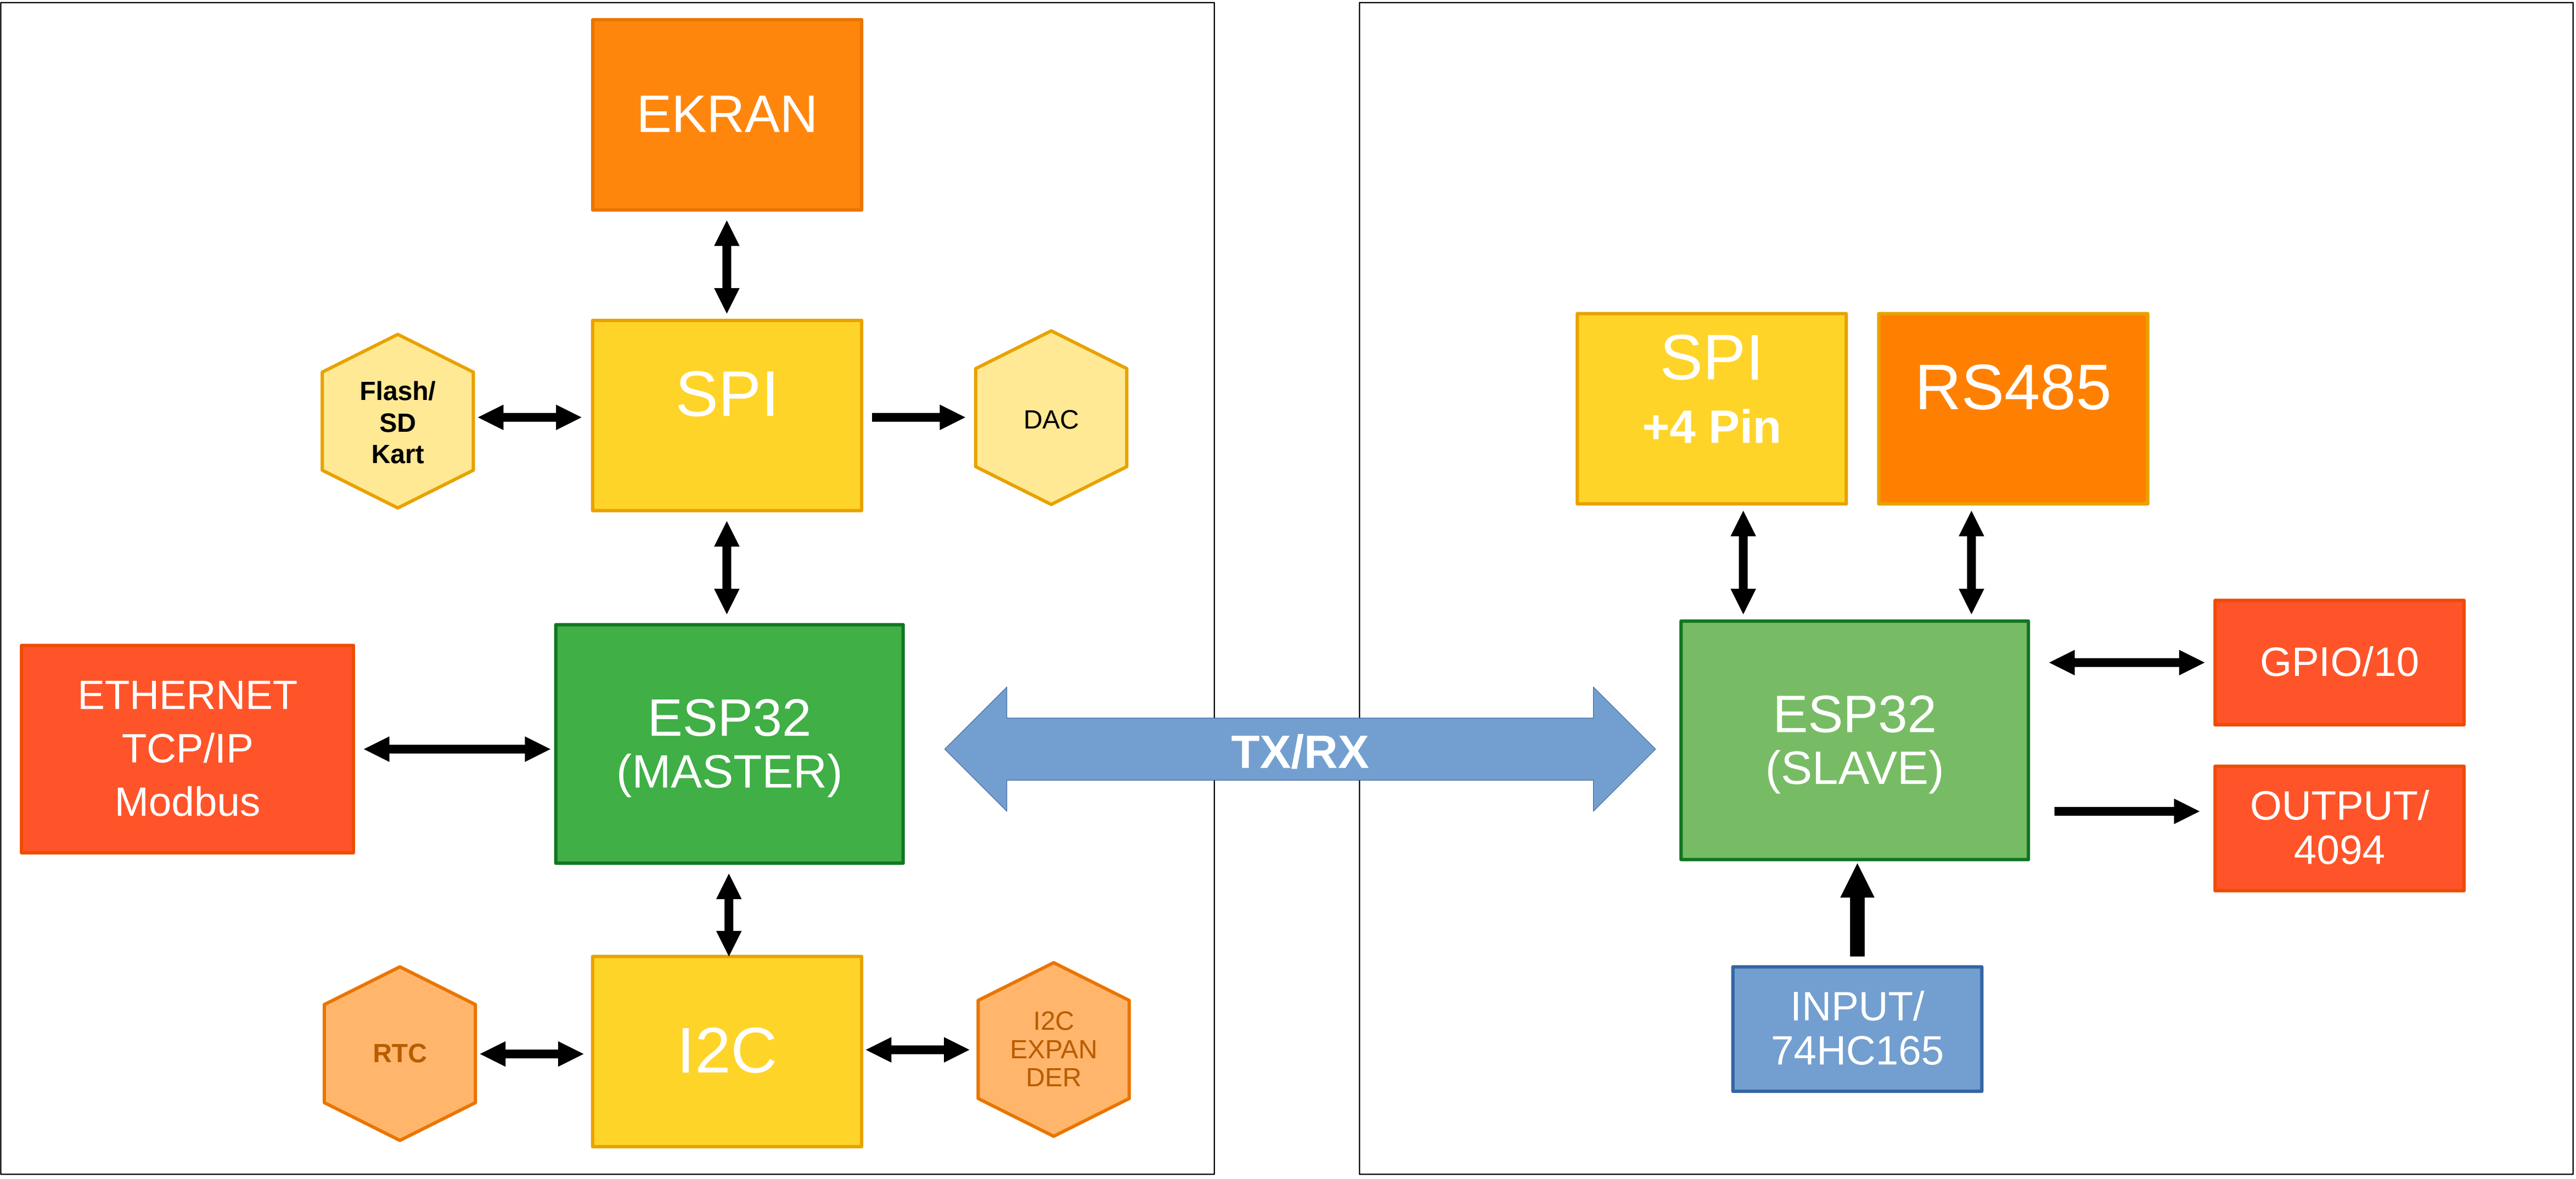 EKRAN
Flash/
SD
Kart
SPI
DAC
ETHERNET
TCP/IP
Modbus
ESP32
(MASTER)
RTC
I2C
I2C
EXPAN
DER
TX/RX
SPI
+4 Pin
RS485
ESP32
(SLAVE)
GPIO/10
OUTPUT/
4094
INPUT/
74HC165